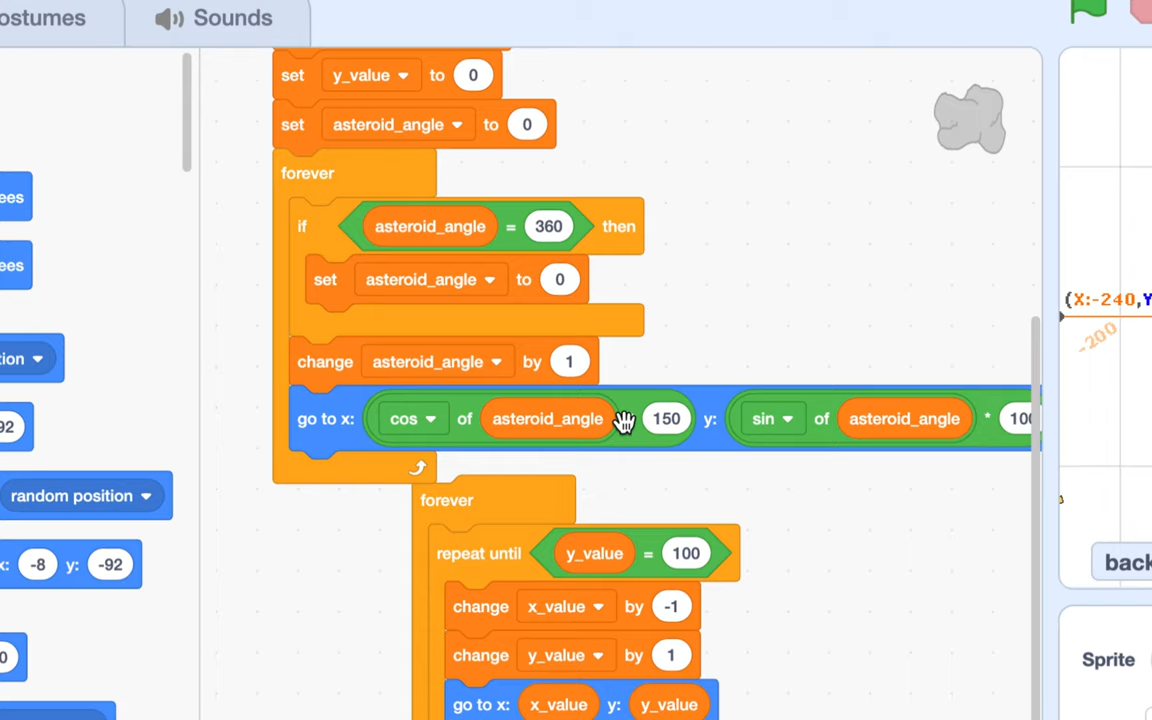 ostumes
Sounds
set y_value to 0
set asteroid_angle to 0
forever
if asteroid_angle = 360 then
set asteroid_angle to 0
change asteroid_angle by 1
go to x: cos of asteroid_angle 150 y: sin of asteroid_angle * 100
forever
repeat until y_value = 100
change x_value by -1
change y_value by 1
go to x: x_value y: y_value
ees
ees
tion
92
random position
x: -8 y: -92
0
(X:-240,Y
-200
back
Sprite